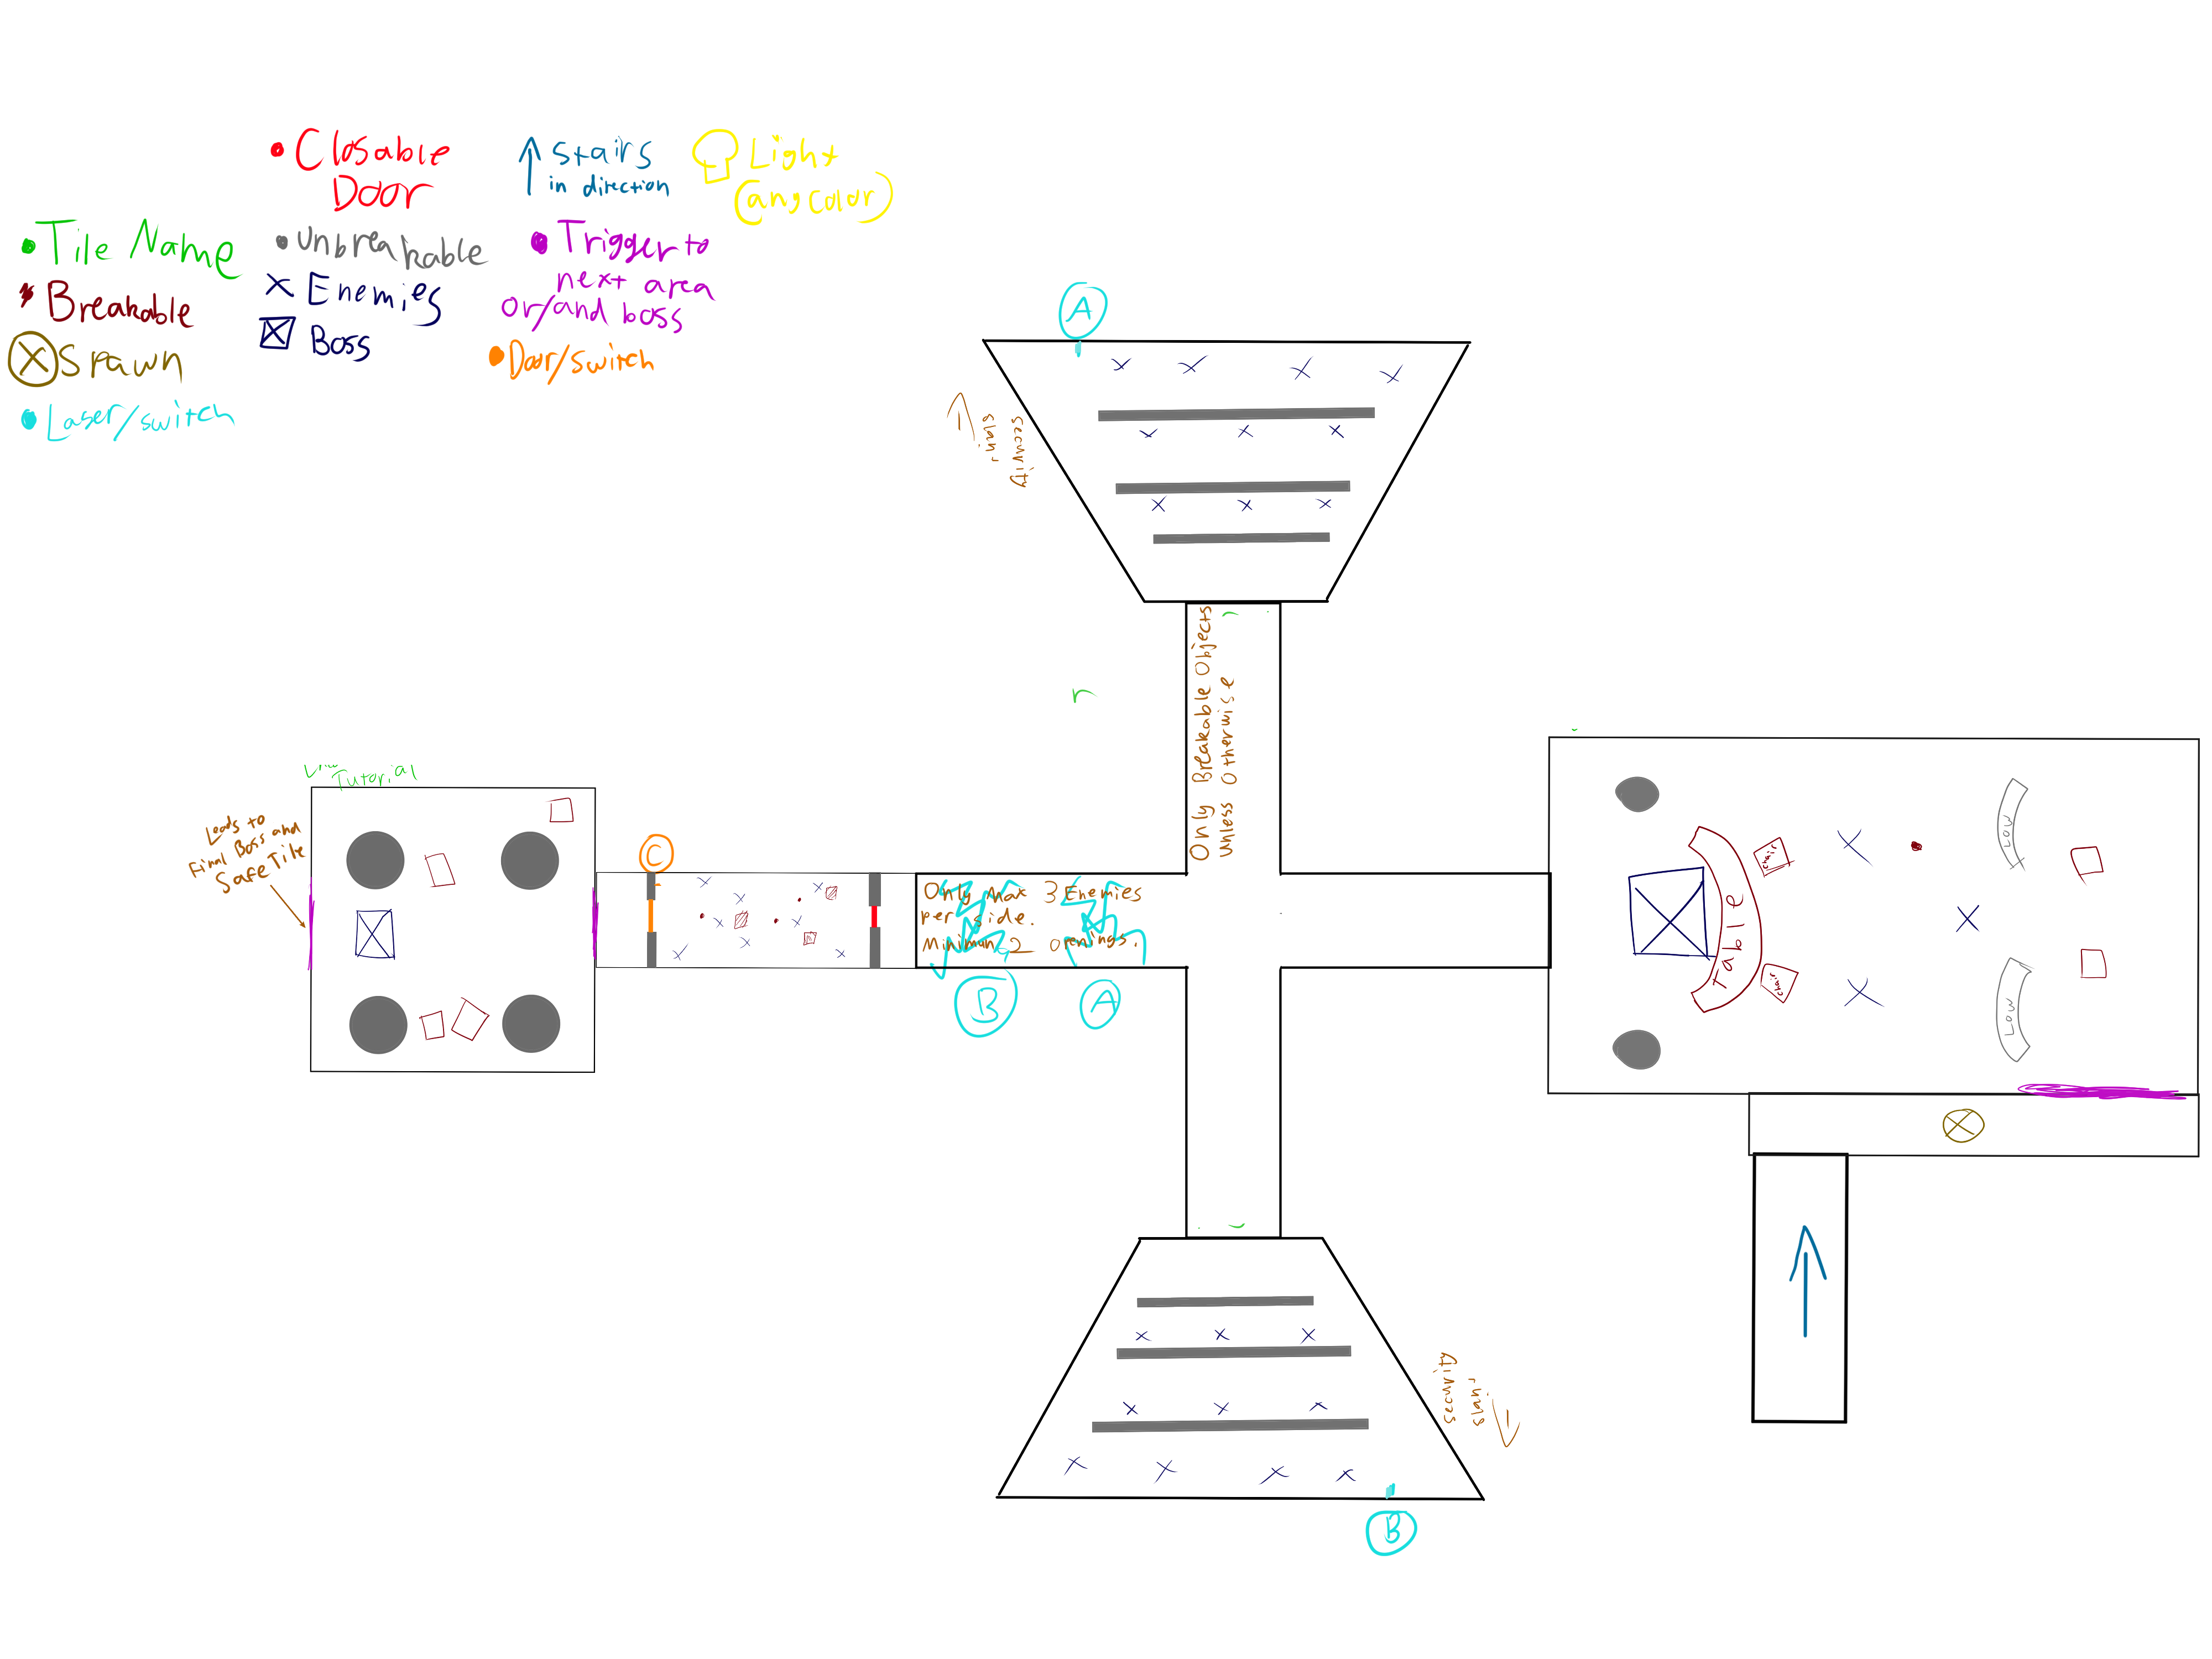 Closable
Door
Stairs
in direction
Light
(any color)
Tile Name
Unbreakable
Trigger to
next area
or/and boss
Breakable
Enemies
Boss
Spawn
Door/switch
Laser/switch
A
security
slant
Only Breakable Objects
unless otherwise
Tutorial
Leads to
Final Boss and
Safe Tile
C
Only Max 3 Enemies
per side.
Minimum 2 openings.
B
A
Table
chair
chair
Low
Low
security
slant
B